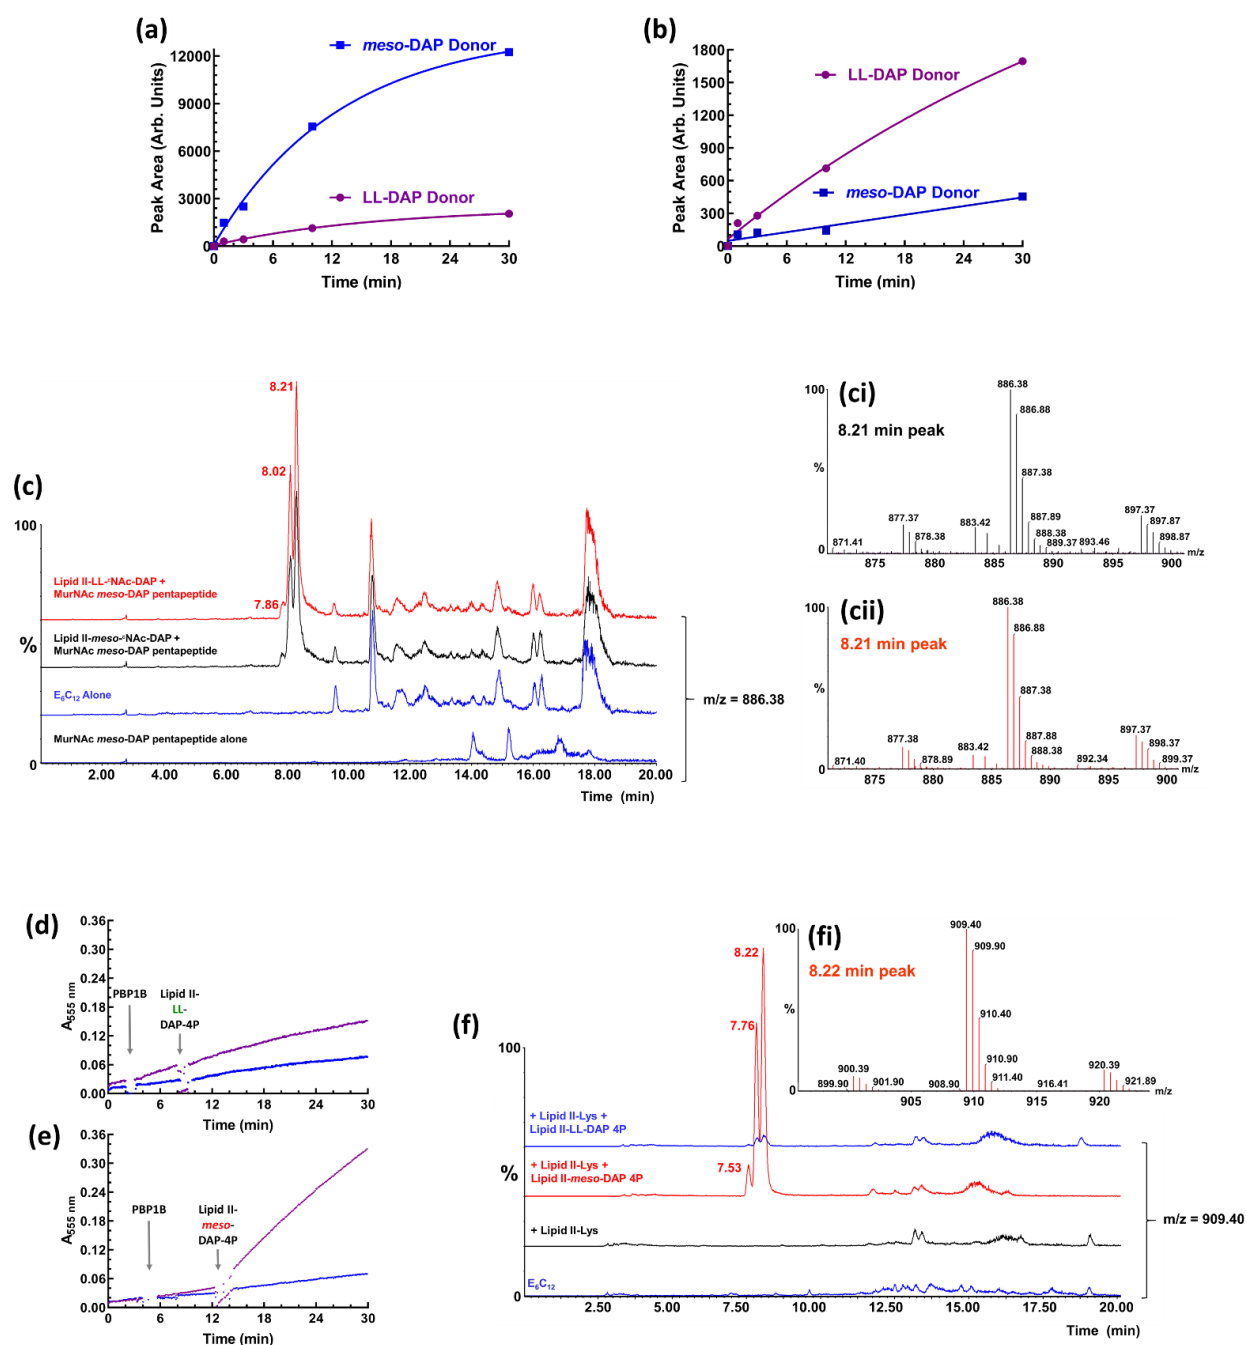 (a)
meso-DAP Donor
LL-DAP Donor
Peak Area (Arb. Units)
12000
9000
6000
3000
0
0 6 12 18 24 30
Time (min)
(b)
LL-DAP Donor
meso-DAP Donor
Peak Area (Arb. Units)
1800
1500
1200
900
600
300
0
0 6 12 18 24 30
Time (min)
(c)
8.21
8.02
7.86
100
%
0
Lipid II-LL-εNAc-DAP +
MurNAc meso-DAP pentapeptide
Lipid II-meso-εNAc-DAP +
MurNAc meso-DAP pentapeptide
E6C12 Alone
MurNAc meso-DAP pentapeptide alone
m/z = 886.38
2.00 4.00 6.00 8.00 10.00 12.00 14.00 16.00 18.00 20.00
Time (min)
(ci)
8.21 min peak
100
%
0
886.38
886.88
887.38
887.89
888.38
889.37
893.46
897.37
897.87
898.87
883.42
877.37
878.38
871.41
875 880 885 890 895 900
m/z
(cii)
8.21 min peak
100
%
0
886.38
886.88
887.38
887.88
888.38
892.34
897.37
898.37
899.37
883.42
877.38
878.89
871.40
875 880 885 890 895 900
m/z
(d)
A555 nm
0.36
0.30
0.24
0.18
0.12
0.06
0.00
PBP1B
Lipid II-
LL-
DAP-4P
0 6 12 18 24 30
Time (min)
(e)
A555 nm
0.36
0.30
0.24
0.18
0.12
0.06
0.00
PBP1B
Lipid II-
meso-
DAP-4P
0 6 12 18 24 30
Time (min)
(f)
8.22
7.76
7.53
100
%
0
+ Lipid II-Lys +
Lipid II-LL-DAP 4P
+ Lipid II-Lys +
Lipid II-meso-DAP 4P
+ Lipid II-Lys
E6C12
m/z = 909.40
2.50 5.00 7.50 10.00 12.50 15.00 17.50 20.00
Time (min)
(fi)
8.22 min peak
100
%
0
909.40
909.90
910.40
910.90
911.40
916.41
920.39
921.89
908.90
901.90
900.39
899.90
905 910 915 920
m/z